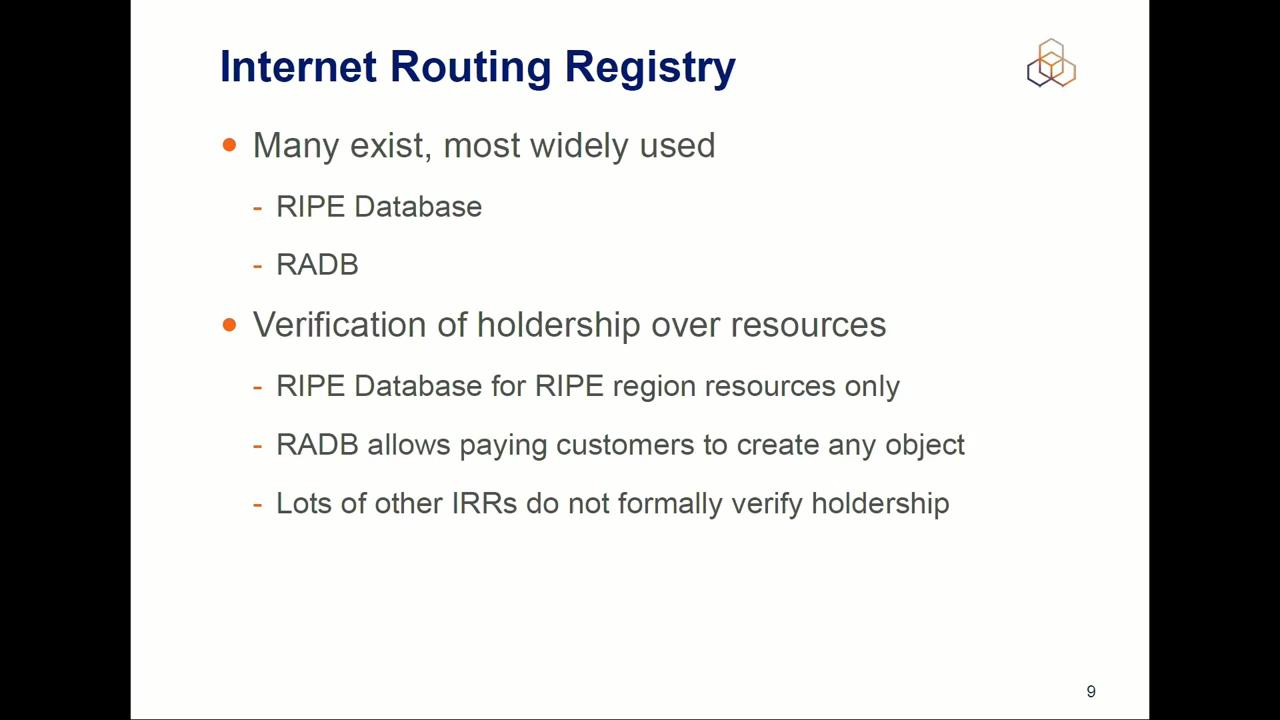 Internet Routing Registry
• Many exist, most widely used
- RIPE Database
- RADB
• Verification of holdership over resources
- RIPE Database for RIPE region resources only
- RADB allows paying customers to create any object
- Lots of other IRRs do not formally verify holdership
9